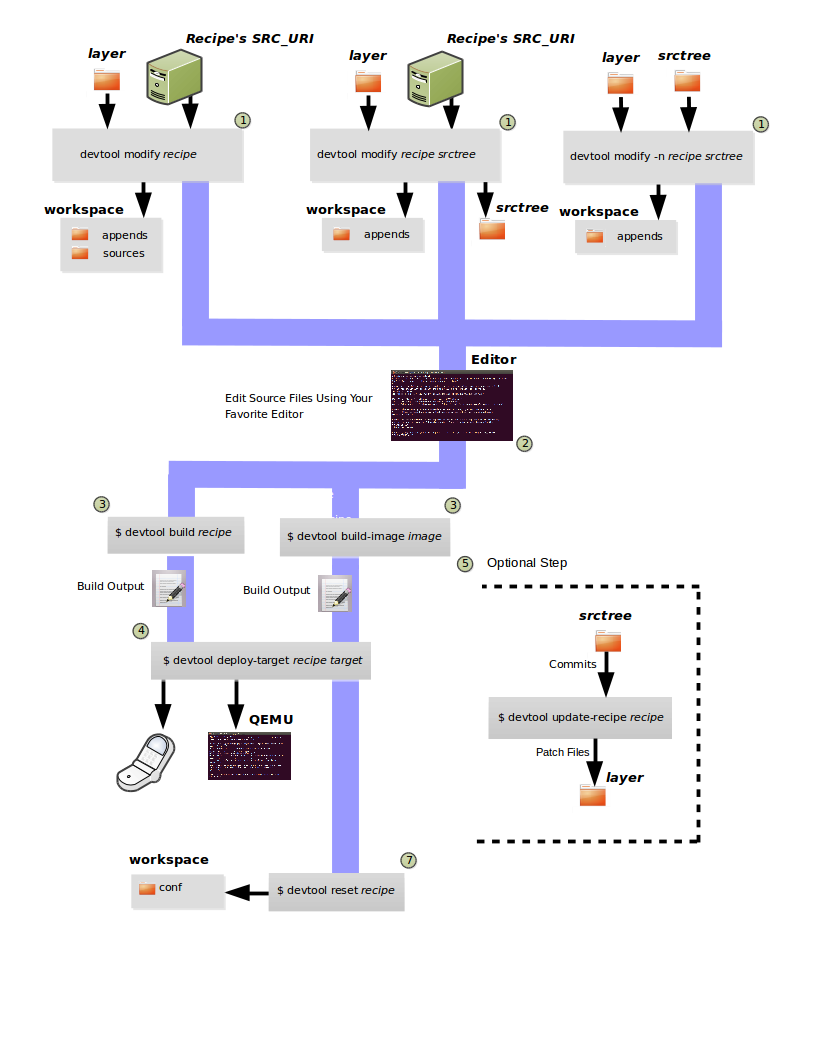 Recipe's SRC_URI
layer
Recipe's SRC_URI
layer
layer
srctree
1
devtool modify recipe
1
devtool modify recipe srctree
1
devtool modify -n recipe srctree
workspace
appends
sources
workspace
appends
srctree
workspace
appends
Editor
Edit Source Files Using Your
Favorite Editor
2
3
$ devtool build recipe
3
$ devtool build-image image
Build Output
Build Output
4
$ devtool deploy-target recipe target
QEMU
5
Optional Step
srctree
Commits
$ devtool update-recipe recipe
Patch Files
layer
7
workspace
conf
$ devtool reset recipe